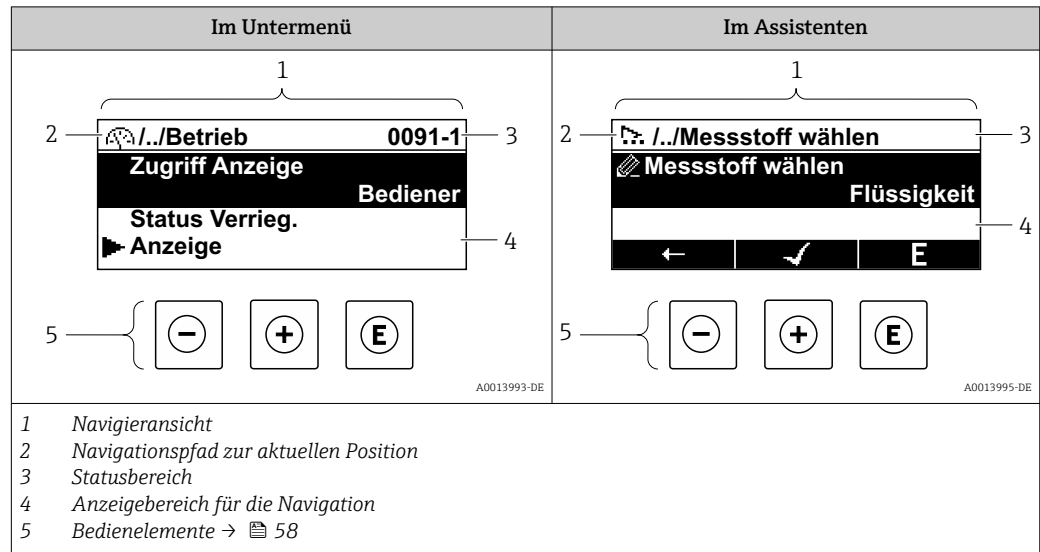 Im Untermenü
1
2
/../Betrieb 0091-1
3
Zugriff Anzeige
Bediener
Status Verrieg.
Anzeige
4
5
- + E
A0013993-DE
Im Assistenten
1
2
/../Messstoff wählen
3
Messstoff wählen
Flüssigkeit
4
← ✓ E
5
- + E
A0013995-DE
1 Navigieransicht
2 Navigationspfad zur aktuellen Position
3 Statusbereich
4 Anzeigebereich für die Navigation
5 Bedienelemente → 58